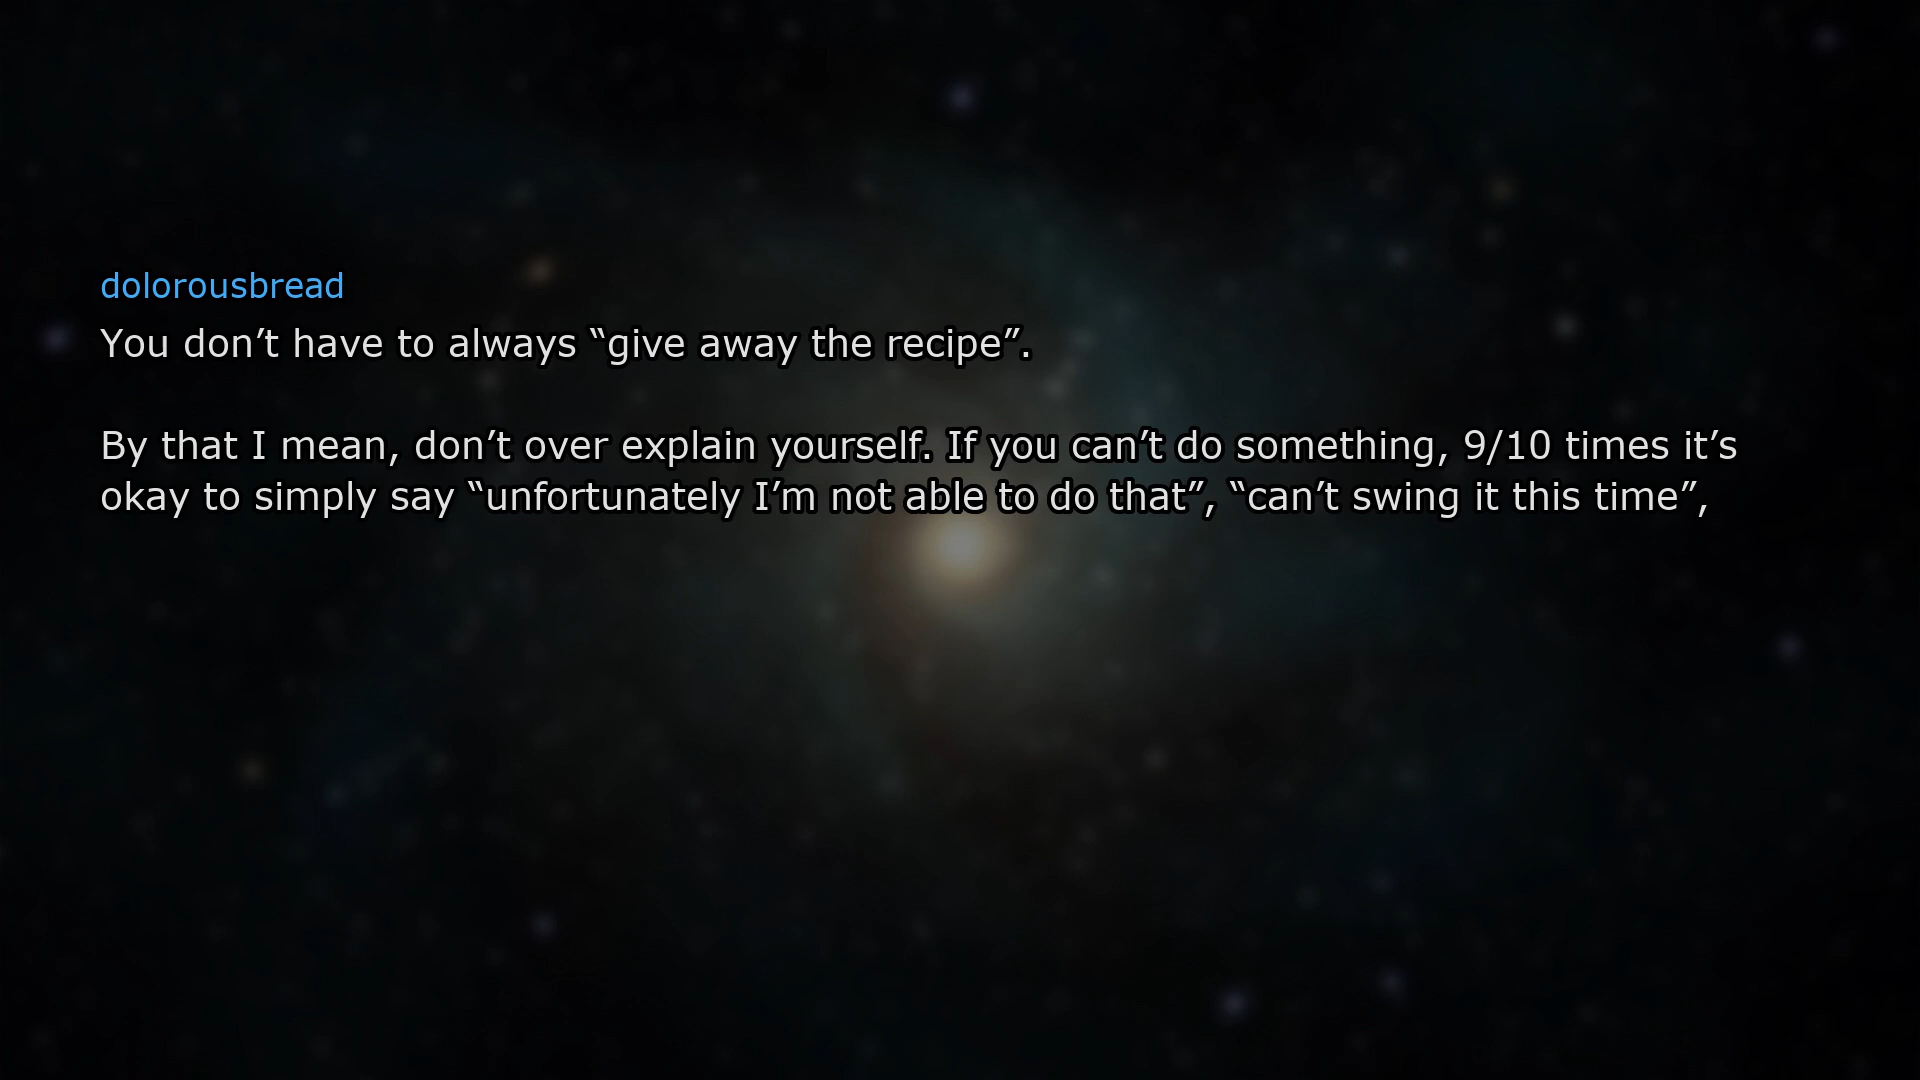 dolorousbread
You don’t have to always “give away the recipe”.
By that I mean, don’t over explain yourself. If you can’t do something, 9/10 times it’s
okay to simply say “unfortunately I’m not able to do that”, “can’t swing it this time”,